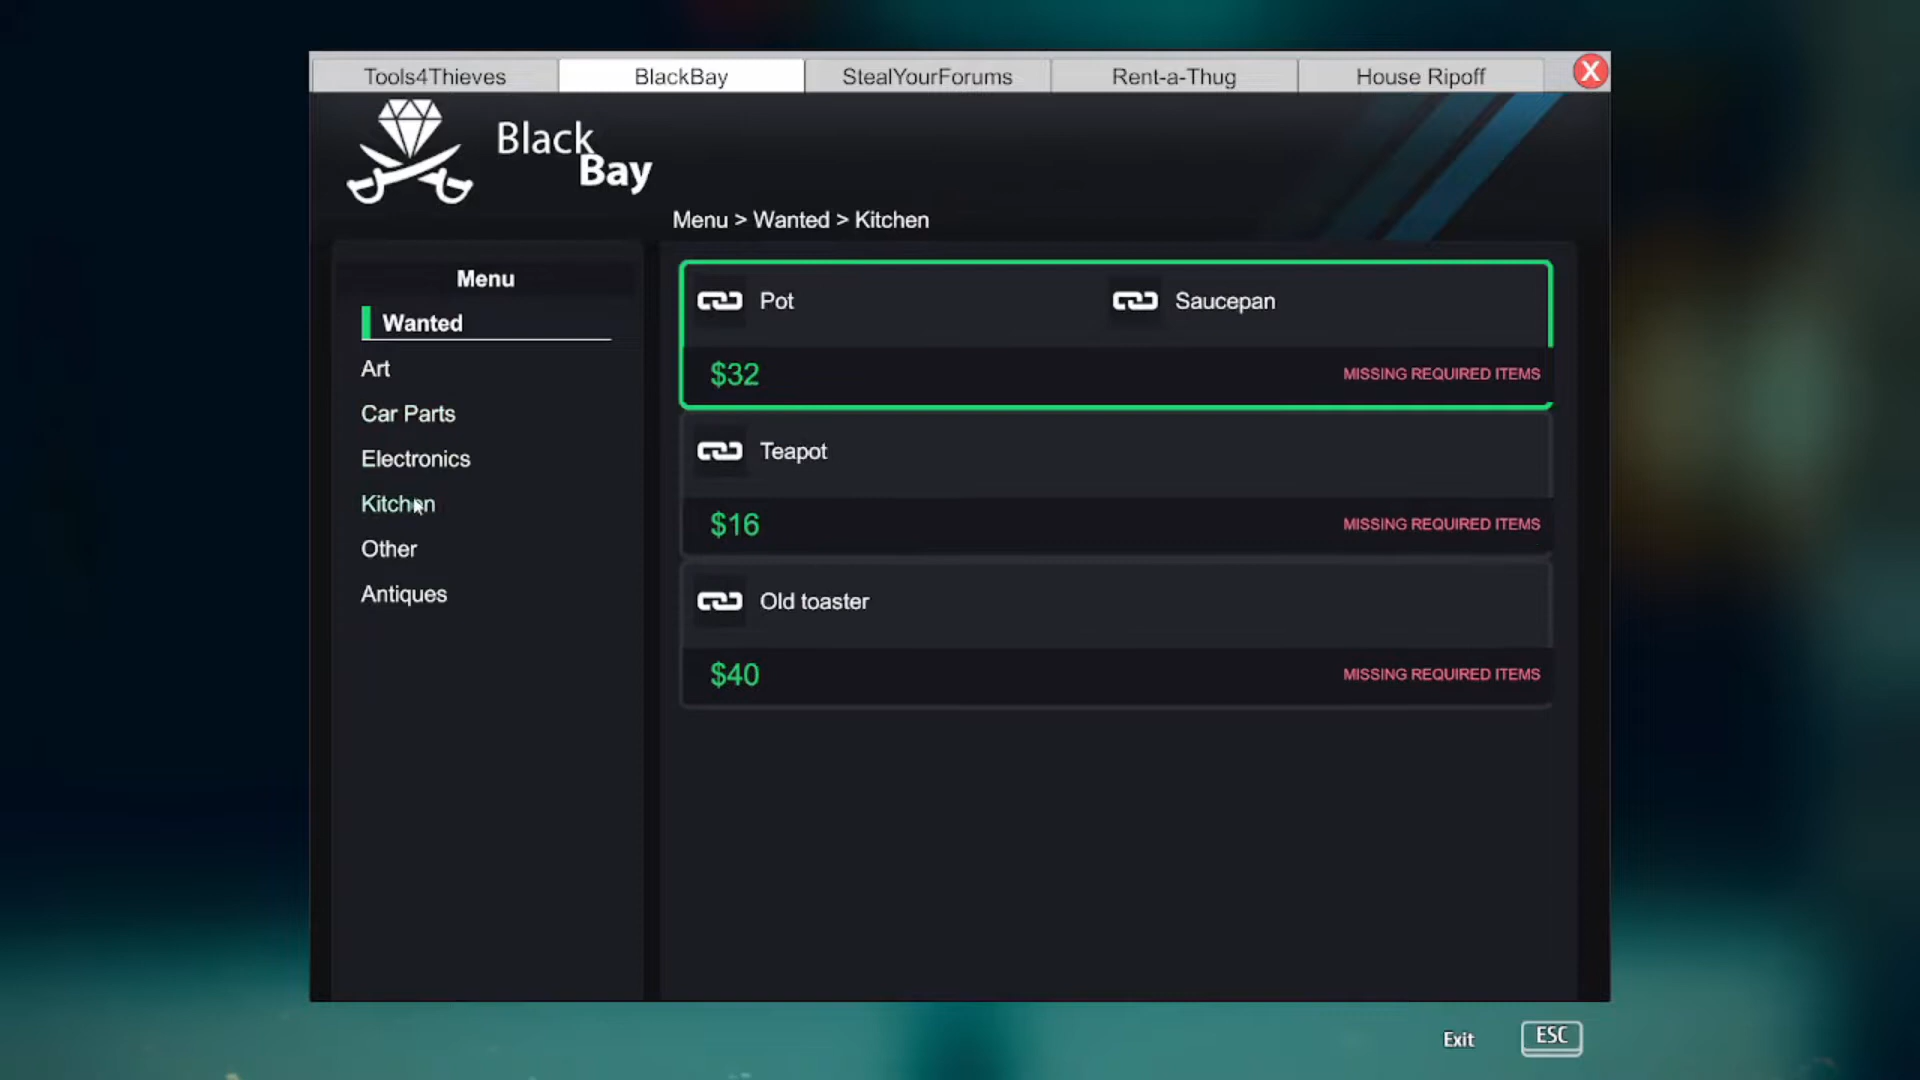 Tools4Thieves
BlackBay
StealYourForums
Rent-a-Thug
House Ripoff
X
Black
Bay
Menu > Wanted > Kitchen
Menu
Wanted
Art
Car Parts
Electronics
Kitchen
Other
Antiques
Pot
Saucepan
$32
MISSING REQUIRED ITEMS
Teapot
$16
MISSING REQUIRED ITEMS
Old toaster
$40
MISSING REQUIRED ITEMS
Exit
ESC